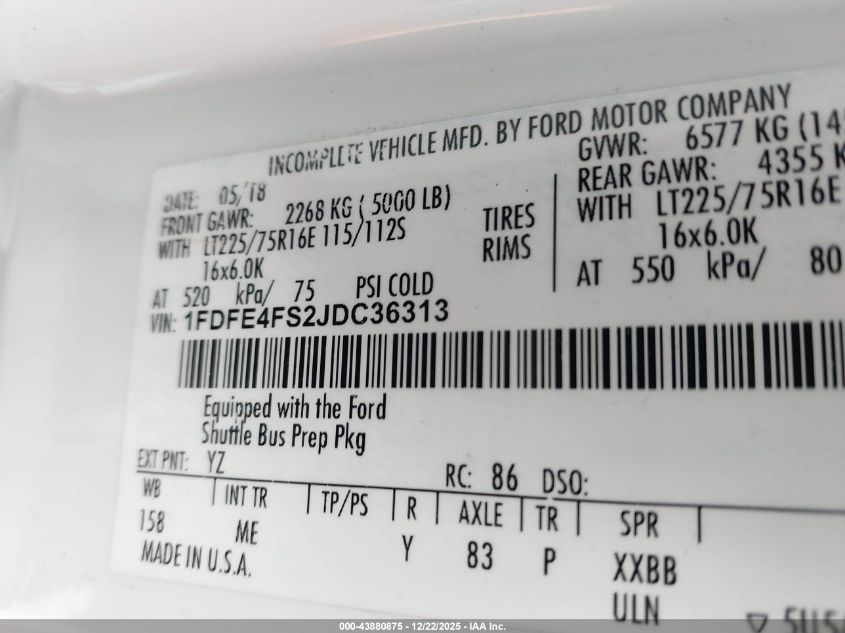 INCOMPLETE VEHICLE MFD. BY FORD MOTOR COMPANY
DATE: 05/18
GVWR: 6577 KG (14
FRONT GAWR: 2268 KG ( 5000 LB)
REAR GAWR: 4355 K
WITH LT225/75R16E 115/112S TIRES WITH LT225/75R16E
16x6.0K RIMS 16x6.0K
AT 520 kPa/ 75 PSI COLD AT 550 kPa/ 80
VIN: 1FDFE4FS2JDC36313
Equipped with the Ford
Shuttle Bus Prep Pkg
EXT PNT: YZ RC: 86 DSO:
WB INT TR TP/PS R AXLE TR SPR
158 ME Y 83 P XXBB
MADE IN U.S.A. ULN
000-43880875 - 12/22/2025 - IAA Inc.